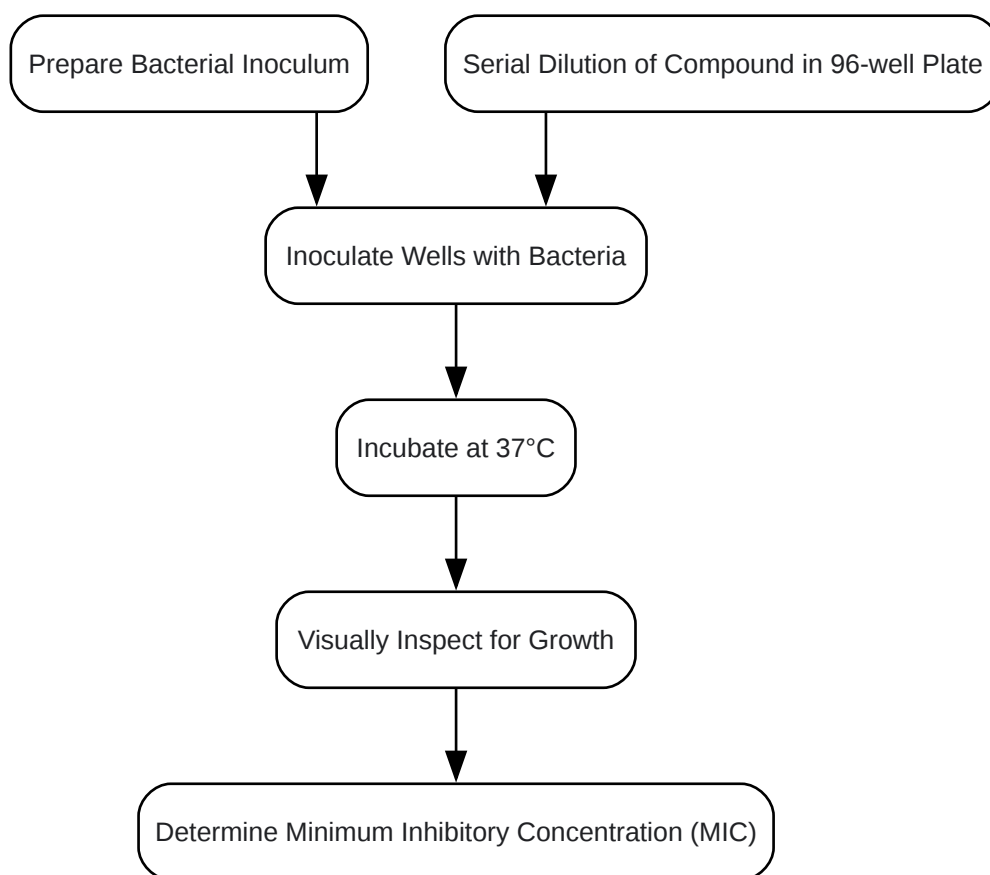 Prepare Bacterial Inoculum
Serial Dilution of Compound in 96-well Plate
Inoculate Wells with Bacteria
Incubate at 37°C
Visually Inspect for Growth
Determine Minimum Inhibitory Concentration (MIC)